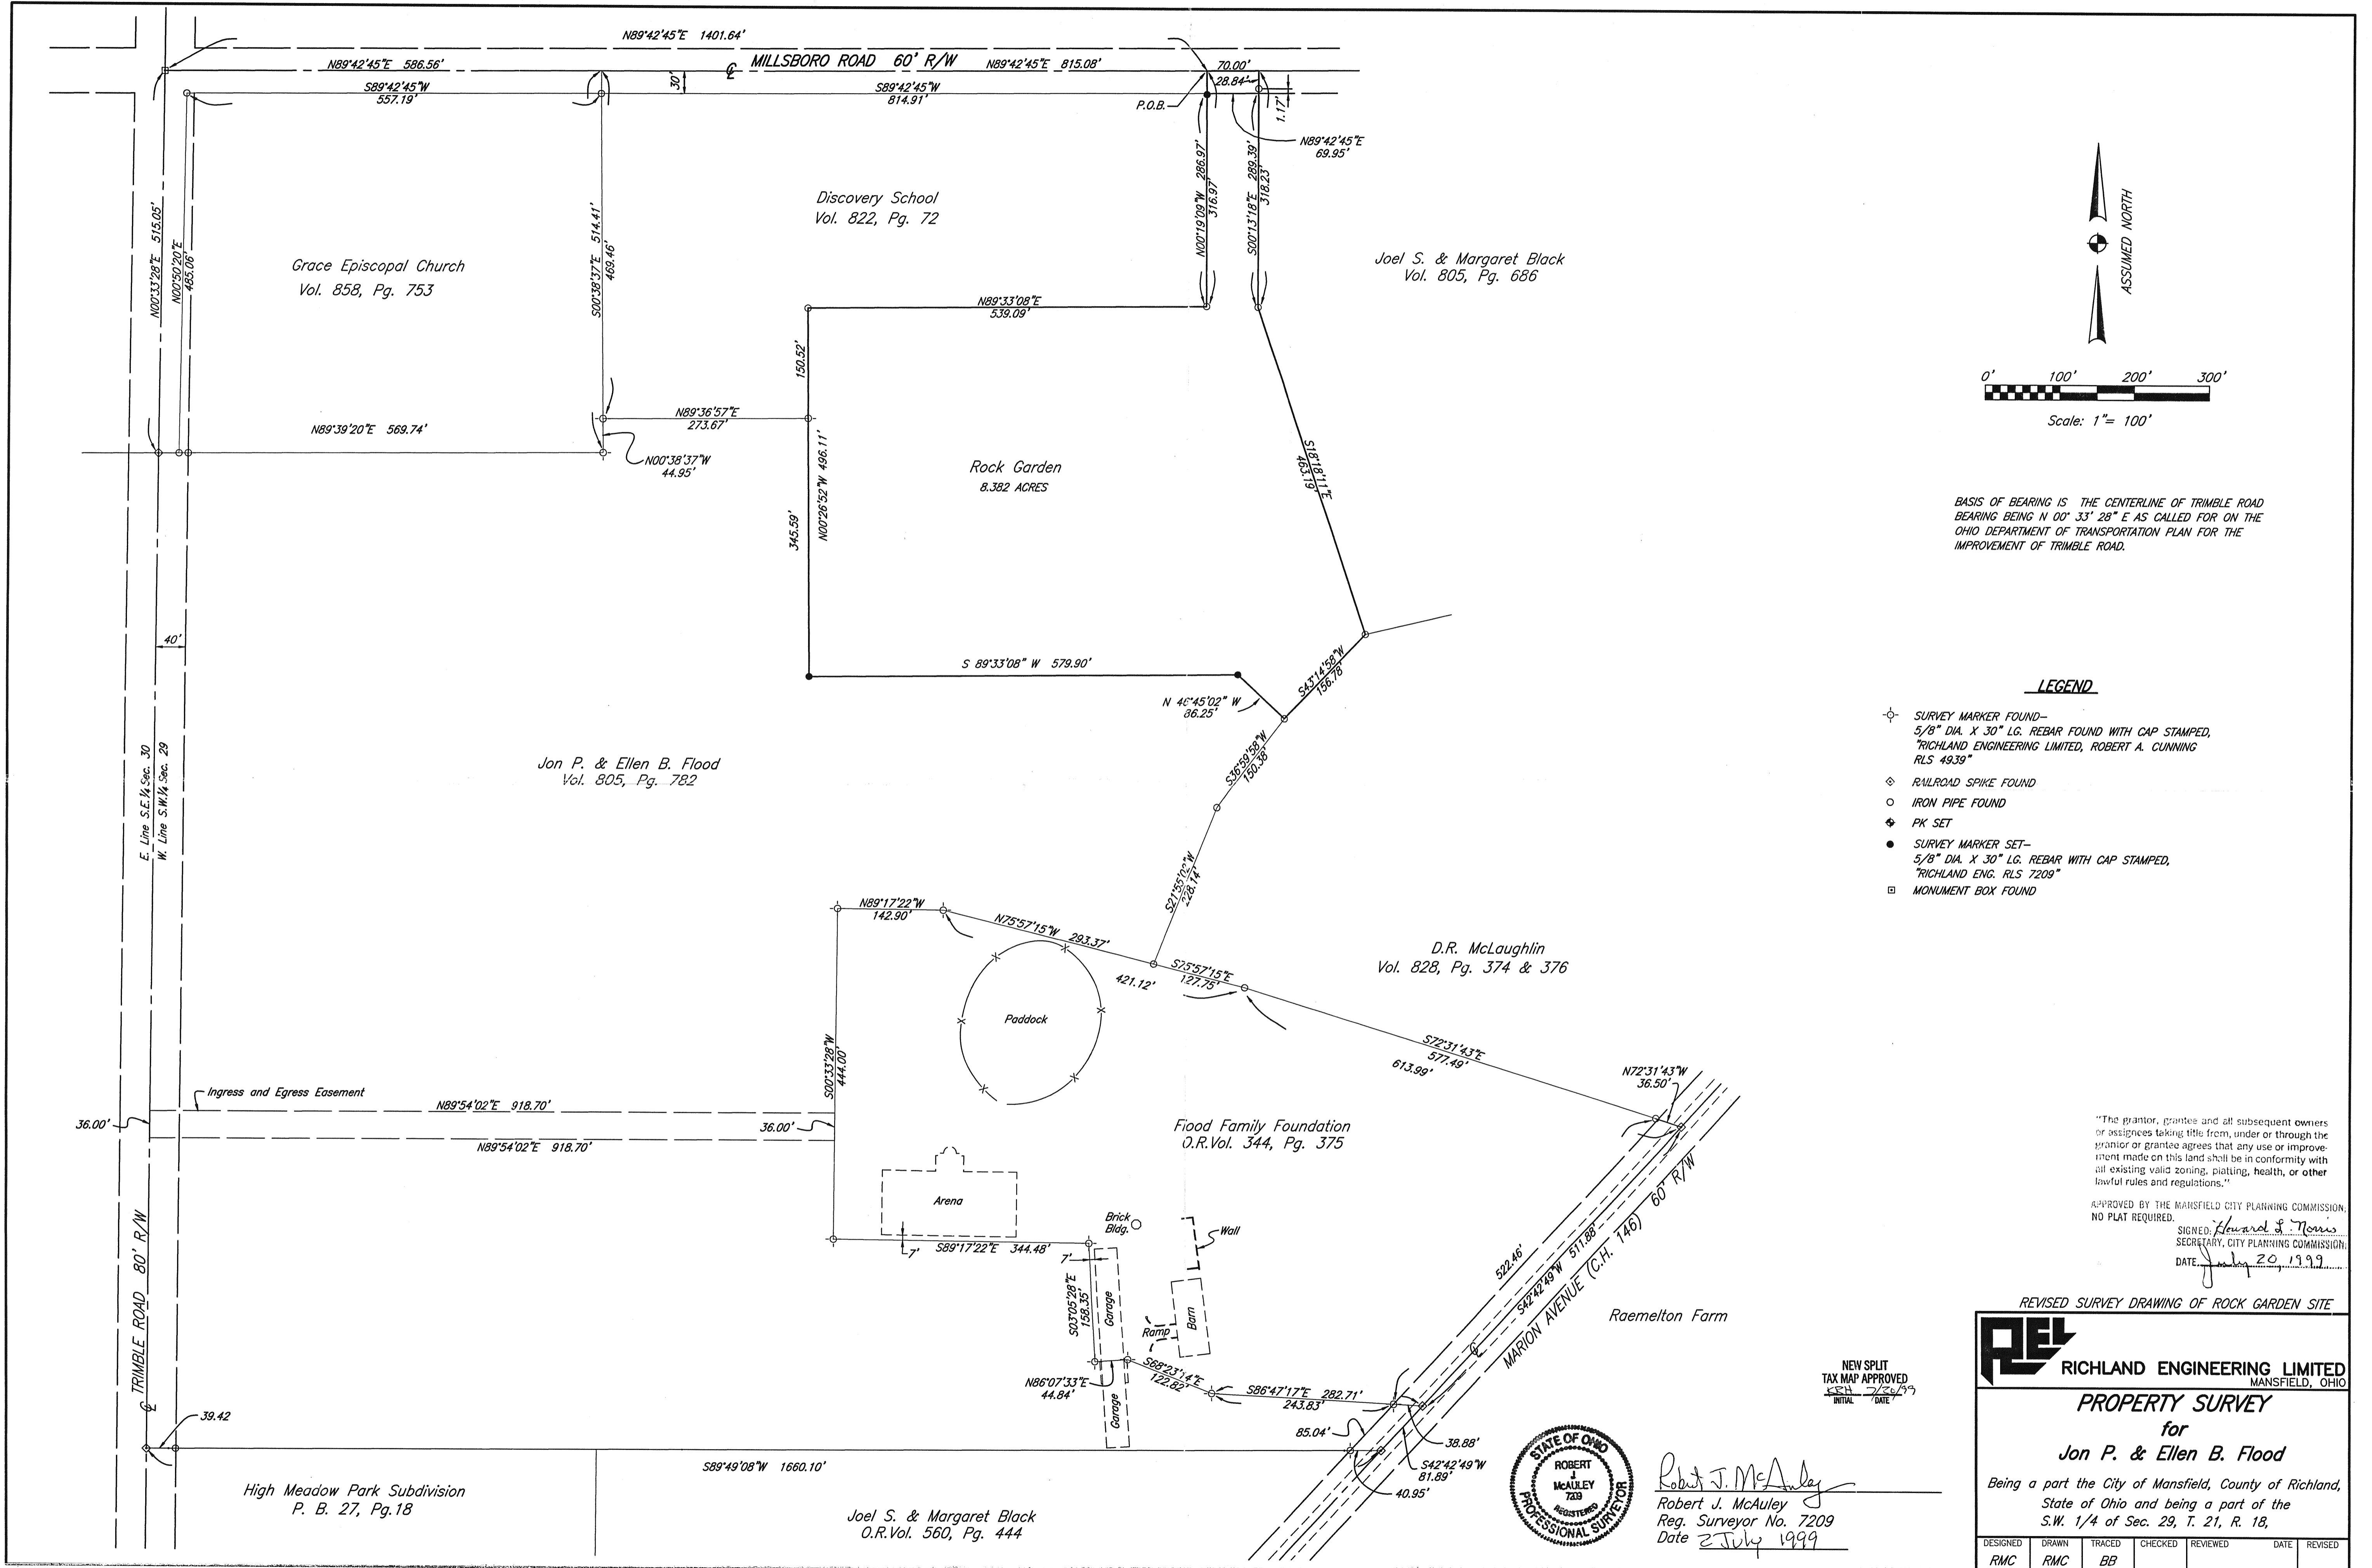 N89°42'45"E 1401.64'
N89°42'45"E 586.56'
MILLSBORO ROAD 60' R/W
N89°42'45"E 815.08'
70.00'
S89°42'45"W
557.19'
30'
S89°42'45"W
814.91'
P.O.B.
28.84'
1.17'
N89°42'45"E
69.95'
N00°33'28"E 515.05'
N00°50'20"E
485.06'
S00°38'37"E 514.41'
469.46'
N00°19'09"W 286.97'
316.97'
S00°13'18"E 289.39'
318.23'
Grace Episcopal Church
Vol. 858, Pg. 753
Discovery School
Vol. 822, Pg. 72
Joel S. & Margaret Black
Vol. 805, Pg. 686
ASSUMED NORTH
0' 100' 200' 300'
Scale: 1"= 100'
N89°33'08"E
539.09'
150.52'
N89°36'57"E
273.67'
N89°39'20"E 569.74'
N00°38'37"W
44.95'
345.59'
N00°26'52"W 496.11'
Rock Garden
8.382 ACRES
S18°18'11"E
463.19'
BASIS OF BEARING IS THE CENTERLINE OF TRIMBLE ROAD
BEARING BEING N 00° 33' 28" E AS CALLED FOR ON THE
OHIO DEPARTMENT OF TRANSPORTATION PLAN FOR THE
IMPROVEMENT OF TRIMBLE ROAD.
40'
S 89°33'08" W 579.90'
N 46°45'02" W
86.25'
S43°14'58"W
156.78'
S36°59'58"W
150.38'
S21°55'02"W
228.14'
E. Line S.E.¼ Sec. 30
W. Line S.W.¼ Sec. 29
Jon P. & Ellen B. Flood
Vol. 805, Pg. 782
LEGEND
SURVEY MARKER FOUND-
5/8" DIA. X 30" LG. REBAR FOUND WITH CAP STAMPED,
"RICHLAND ENGINEERING LIMITED, ROBERT A. CUNNING
RLS 4939"
RAILROAD SPIKE FOUND
IRON PIPE FOUND
PK SET
SURVEY MARKER SET-
5/8" DIA. X 30" LG. REBAR WITH CAP STAMPED,
"RICHLAND ENG. RLS 7209"
MONUMENT BOX FOUND
N89°17'22"W
142.90'
N75°57'15"W 293.37'
421.12'
S75°57'15"E
127.75'
D.R. McLaughlin
Vol. 828, Pg. 374 & 376
Paddock
S00°33'28"W
444.00'
S72°31'43"E
577.49'
613.99'
N72°31'43"W
36.50'
Ingress and Egress Easement
N89°54'02"E 918.70'
36.00'
36.00'
N89°54'02"E 918.70'
Flood Family Foundation
O.R.Vol. 344, Pg. 375
Arena
7'
S89°17'22"E 344.48'
7'
Brick
Bldg.
Wall
S03°05'28"E
158.35'
Garage
Garage
Ramp
Barn
N86°07'33"E
44.84'
S68°23'14"E
122.82'
S86°47'17"E 282.71'
243.83'
522.46'
S42°42'49"W 511.88'
MARION AVENUE (C.H. 146) 60' R/W
Raemelton Farm
85.04'
38.88'
S42°42'49"W
81.89'
40.95'
TRIMBLE ROAD 80' R/W
39.42
S89°49'08"W 1660.10'
High Meadow Park Subdivision
P. B. 27, Pg.18
Joel S. & Margaret Black
O.R.Vol. 560, Pg. 444
"The grantor, grantee and all subsequent owners
or assignees taking title from, under or through the
grantor or grantee agrees that any use or improve-
ment made on this land shall be in conformity with
all existing valid zoning, platting, health, or other
lawful rules and regulations."
APPROVED BY THE MANSFIELD CITY PLANNING COMMISSION,
NO PLAT REQUIRED.
SIGNED: Howard L. Norris
SECRETARY, CITY PLANNING COMMISSION
DATE July 20, 1999
NEW SPLIT
TAX MAP APPROVED
KRH 7/20/99
INITIAL DATE
STATE OF OHIO
ROBERT
J.
McAULEY
7209
REGISTERED
PROFESSIONAL SURVEYOR
Robert J. McAuley
Robert J. McAuley
Reg. Surveyor No. 7209
Date 2 July 1999
REVISED SURVEY DRAWING OF ROCK GARDEN SITE
REL
RICHLAND ENGINEERING LIMITED
MANSFIELD, OHIO
PROPERTY SURVEY
for
Jon P. & Ellen B. Flood
Being a part the City of Mansfield, County of Richland,
State of Ohio and being a part of the
S.W. 1/4 of Sec. 29, T. 21, R. 18,
DESIGNED DRAWN TRACED CHECKED REVIEWED DATE REVISED
RMC RMC BB